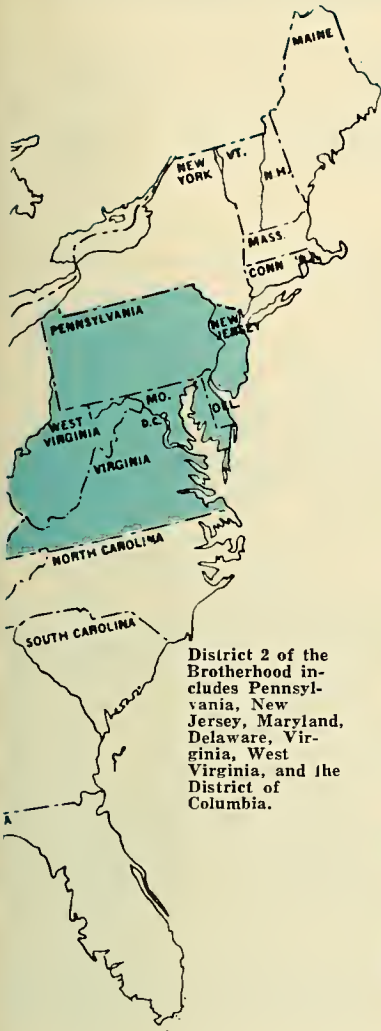 MAINE
VT.
NEW
YORK
N.H.
MASS.
CONN
R.I.
PENNSYLVANIA
NEW
JERSEY
MO.
DEL.
WEST
VIRGINIA
D.C.
VIRGINIA
NORTH CAROLINA
SOUTH CAROLINA
District 2 of the
Brotherhood in-
cludes Pennsyl-
vania, New
Jersey, Maryland,
Delaware, Vir-
ginia, West
Virginia, and the
District of
Columbia.
A